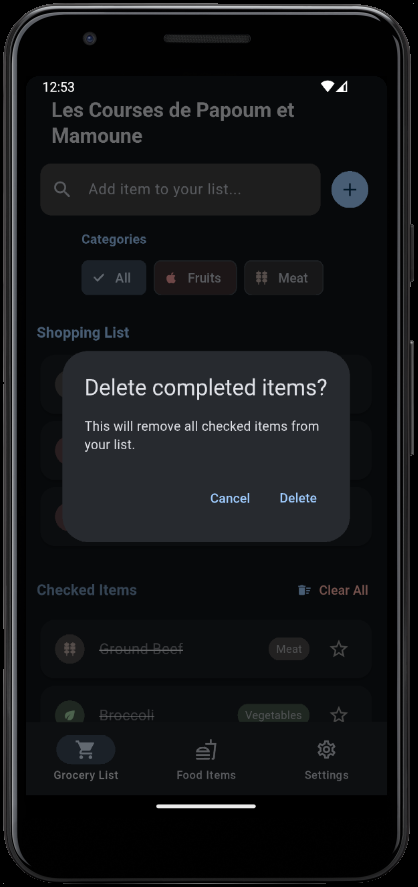 12:53
Les Courses de Papoum et
Mamoune
Add item to your list...
Categories
All
Fruits
Meat
Shopping List
Delete completed items?
This will remove all checked items from
your list.
Cancel
Delete
Checked Items
Clear All
Ground Beef
Meat
Broccoli
Vegetables
Grocery List
Food Items
Settings